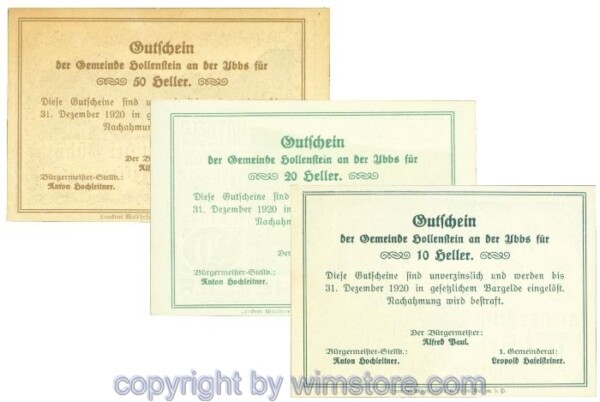 Gutschein
der Gemeinde Hollenstein an der Ybbs für
50 Heller.
Diese Gutscheine sind
31. Dezember 1920 in
Nachahmung
Der
Bürgermeister-Stellv.:
Anton Hochleitner.
Gutschein
der Gemeinde Hollenstein an der Ybbs für
20 Heller.
Diese Gutscheine
31. Dezember 1920 in
Nachahmung
Der
Bürgermeister-Stellv.:
Anton Hochleitner.
Gutschein
der Gemeinde Hollenstein an der Ybbs für
10 Heller.
Diese Gutscheine sind unverzinslich und werden bis
31. Dezember 1920 in gesetzlichem Bargelde eingelöst.
Nachahmung wird bestraft.
Der Bürgermeister:
Alfred Paul.
Bürgermeister-Stellv.: 1. Gemeinderat:
Anton Hochleitner. Leopold Haselsteiner.
copyright by wimstore.com